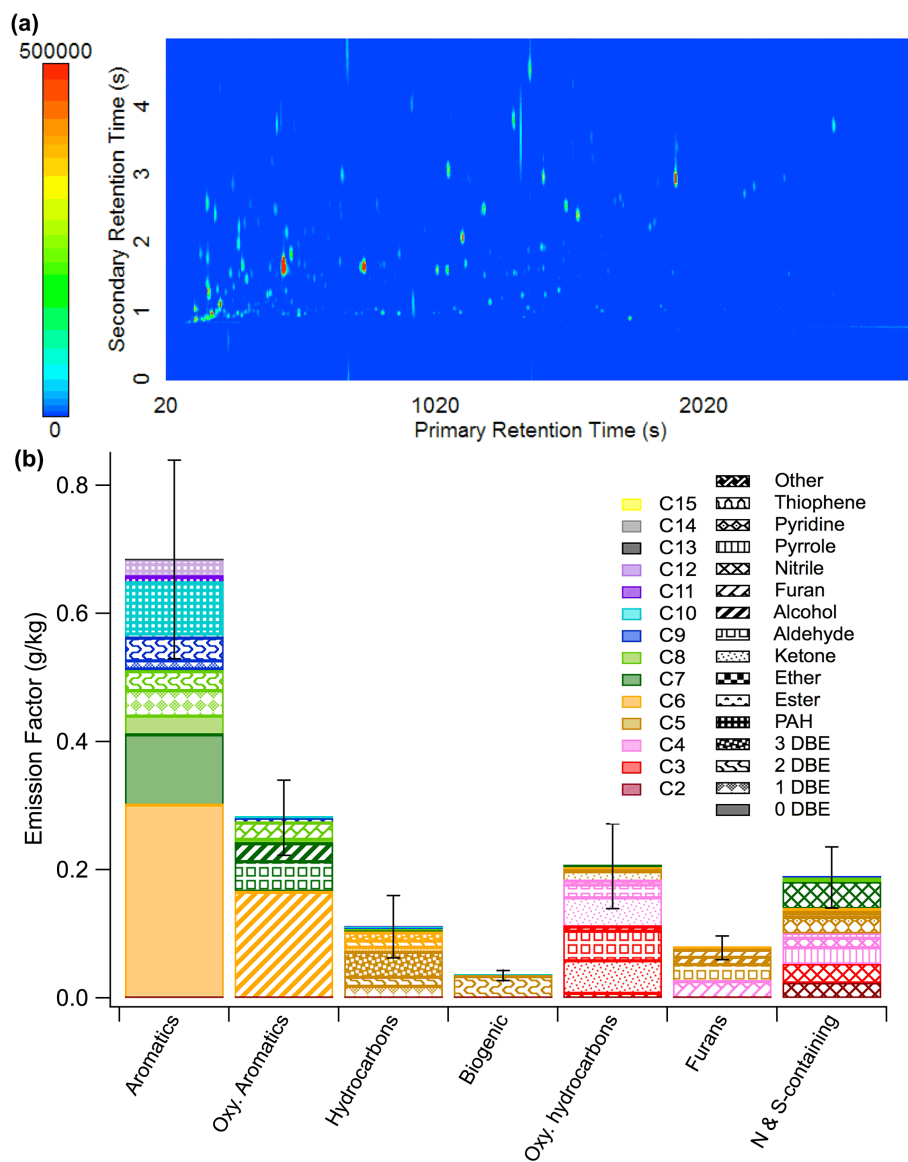 (a)
500000
0
Secondary Retention Time (s)
4
3
2
1
0
20
1020
2020
Primary Retention Time (s)
(b)
Emission Factor (g/kg)
0.8
0.6
0.4
0.2
0.0
C15
C14
C13
C12
C11
C10
C9
C8
C7
C6
C5
C4
C3
C2
Other
Thiophene
Pyridine
Pyrrole
Nitrile
Furan
Alcohol
Aldehyde
Ketone
Ether
Ester
PAH
3 DBE
2 DBE
1 DBE
0 DBE
Aromatics
Oxy. Aromatics
Hydrocarbons
Biogenic
Oxy. hydrocarbons
Furans
N & S-containing